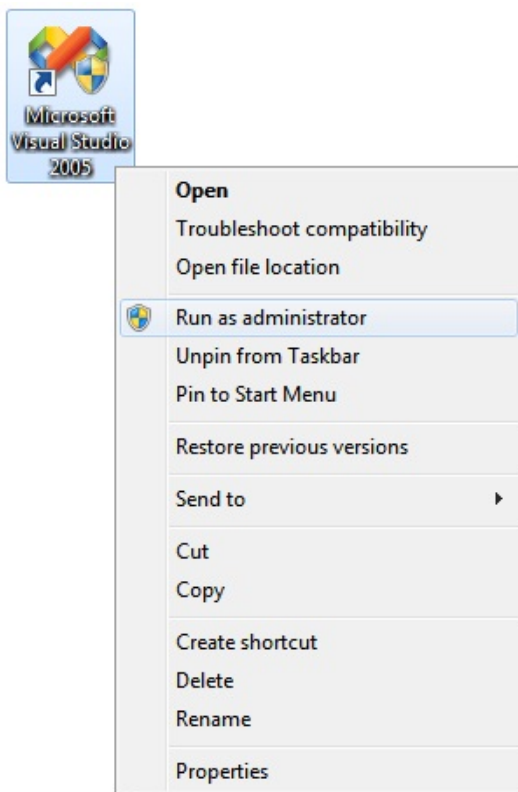 Microsoft
Visual Studio
2005
Open
Troubleshoot compatibility
Open file location
Run as administrator
Unpin from Taskbar
Pin to Start Menu
Restore previous versions
Send to
Cut
Copy
Create shortcut
Delete
Rename
Properties